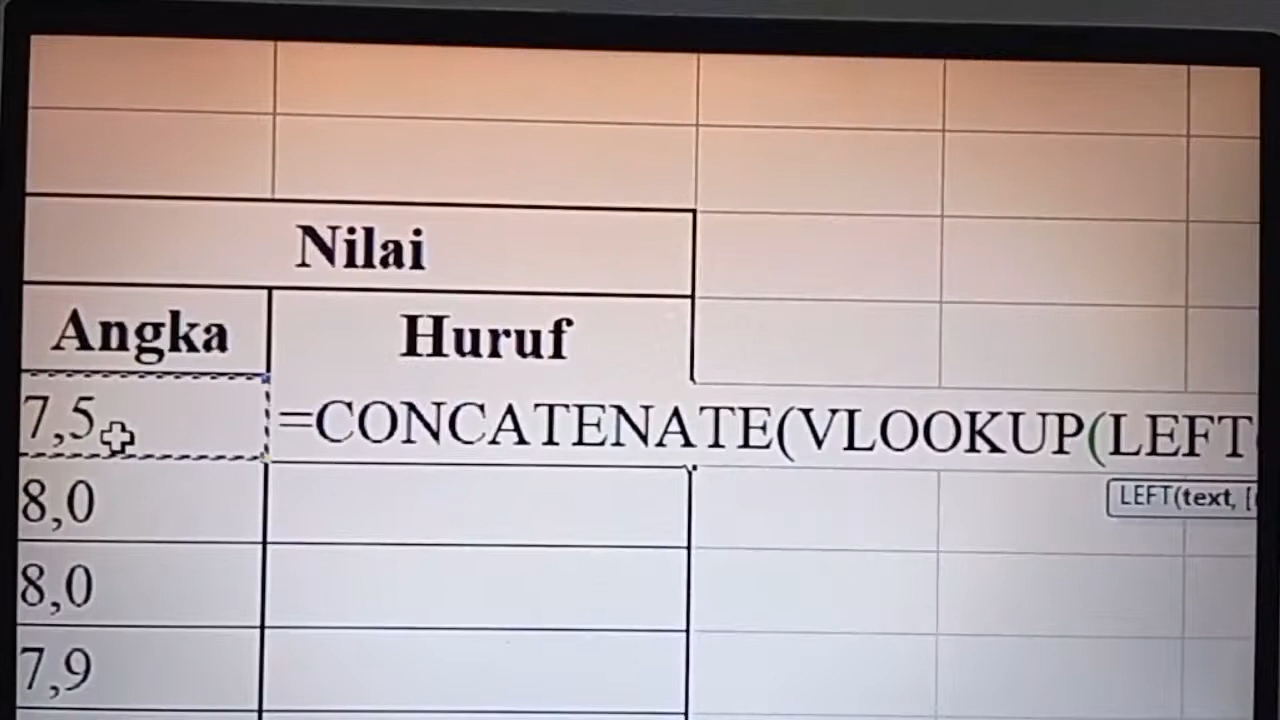 Nilai
Angka Huruf
7,5 =CONCATENATE(VLOOKUP(LEFT
LEFT(text, [
8,0
8,0
7,9